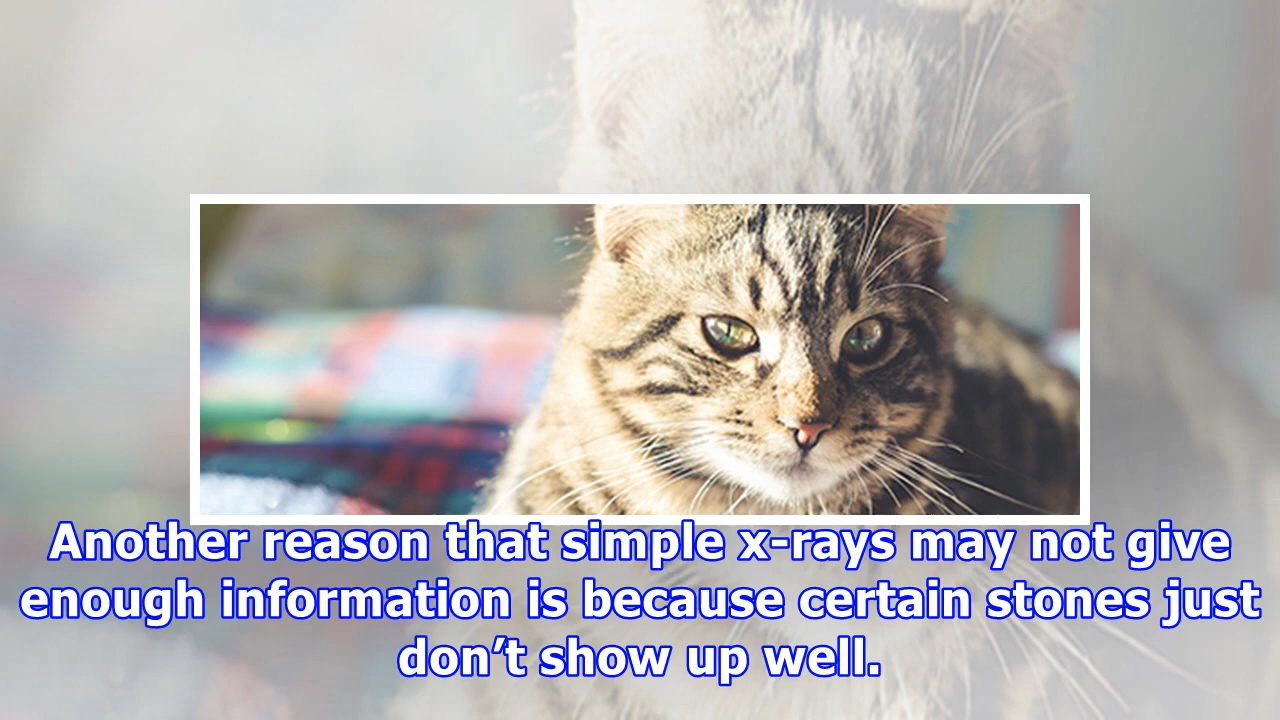 Another reason that simple x-rays may not give
enough information is because certain stones just
don’t show up well.